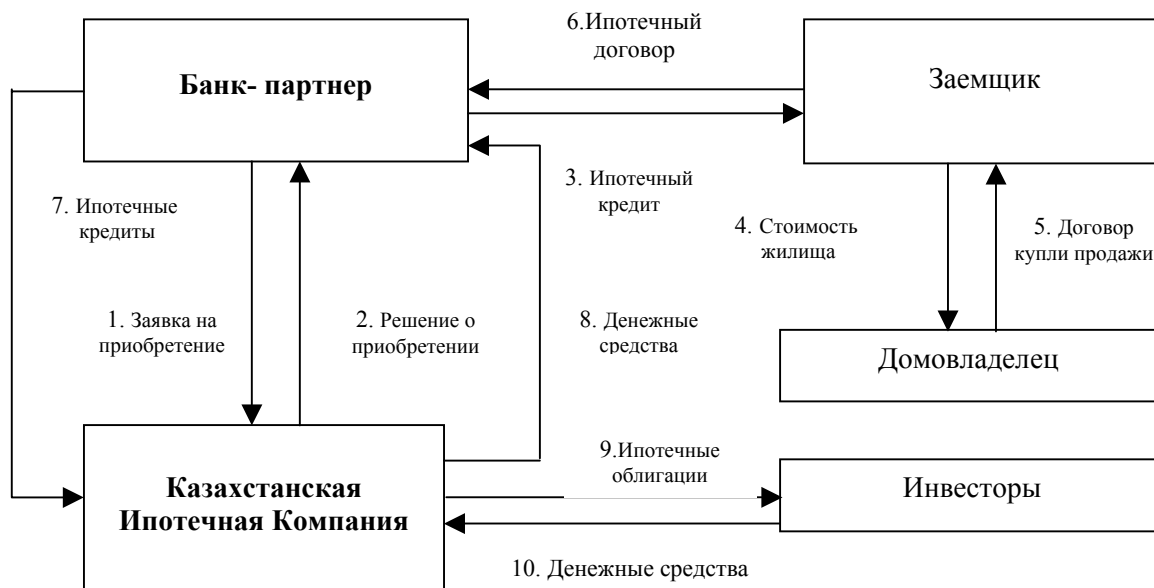 6.Ипотечный
договор
Банк- партнер
Заемщик
3. Ипотечный
кредит
7. Ипотечные
кредиты
4. Стоимость
жилища
5. Договор
купли продажи
1. Заявка на
приобретение
2. Решение о
приобретении
8. Денежные
средства
Домовладелец
9.Ипотечные
облигации
Казахстанская
Ипотечная Компания
Инвесторы
10. Денежные средства